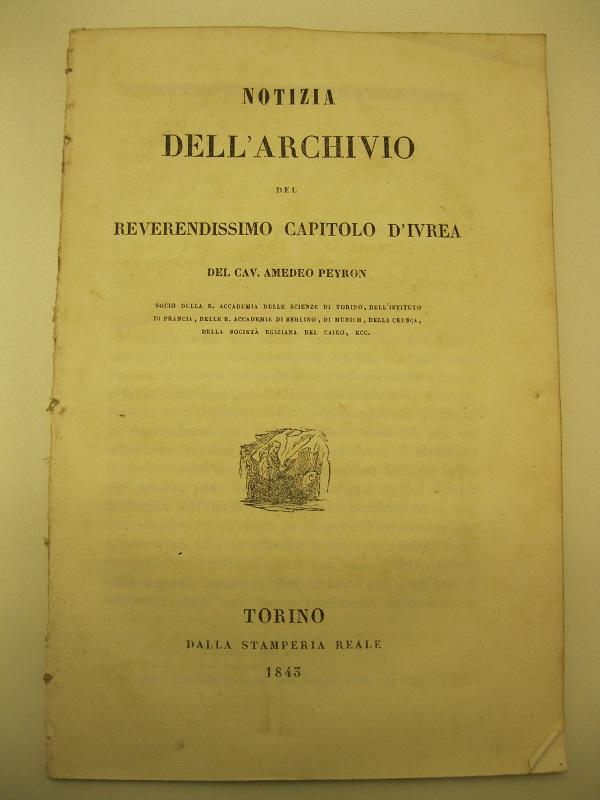 NOTIZIA
DELL'ARCHIVIO
DEL
REVERENDISSIMO CAPITOLO D'IVREA
DEL CAV. AMEDEO PEYRON
SOCIO DELLA R. ACCADEMIA DELLE SCIENZE DI TORINO, DELL'ISTITUTO
DI FRANCIA, DELLE R. ACCADEMIE DI BERLINO, DI MUNICH, DELLA CRUSCA,
DELLA SOCIETÀ EGIZIANA DEL CAIRO, ECC.
TORINO
DALLA STAMPERIA REALE
1843